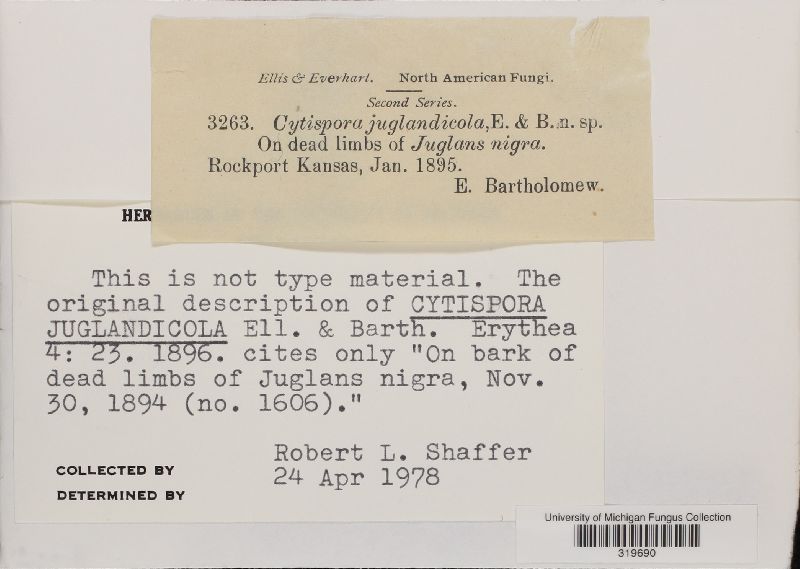 Ellis & Everhart. North American Fungi.
Second Series.
3263. Cytispora juglandicola, E. & B. n. sp.
On dead limbs of Juglans nigra.
Rockport Kansas, Jan. 1895.
E. Bartholomew.
HER
This is not type material. The
original description of CYTISPORA
JUGLANDICOLA Ell. & Barth. Erythea
4: 23. 1896. cites only "On bark of
dead limbs of Juglans nigra, Nov.
30, 1894 (no. 1606)."
Robert L. Shaffer
24 Apr 1978
COLLECTED BY
DETERMINED BY
University of Michigan Fungus Collection
319690